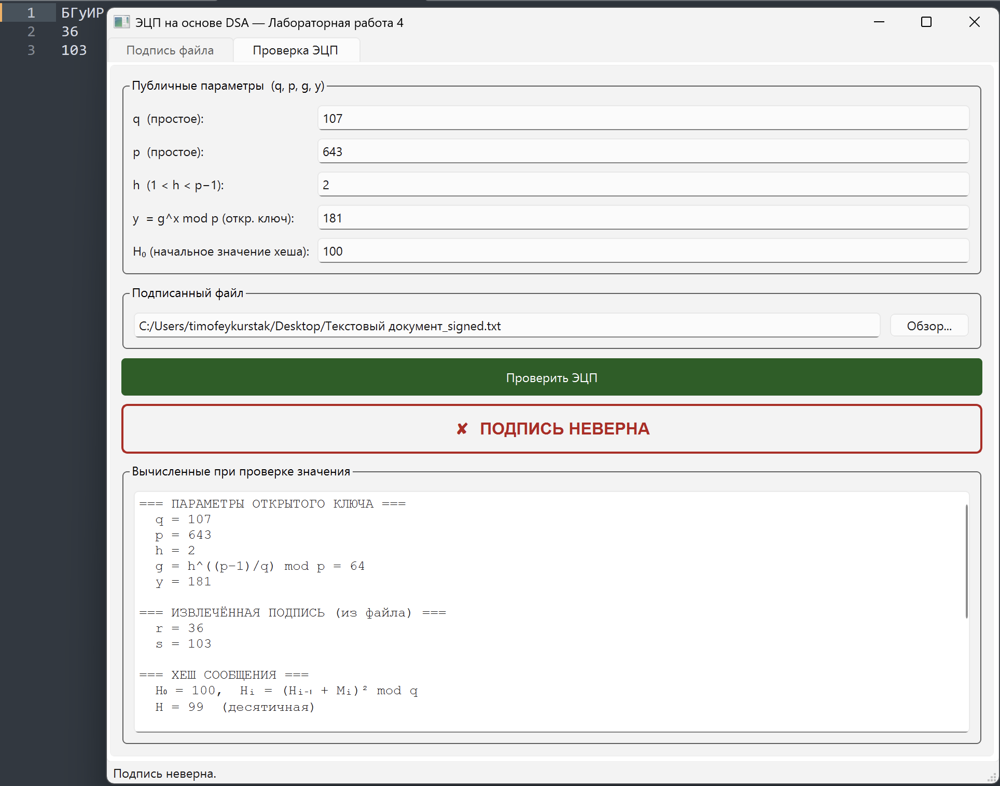 1 БГуИР
2 36
3 103
ЭЦП на основе DSA — Лабораторная работа 4
Подпись файла Проверка ЭЦП
Публичные параметры (q, p, g, y)
q (простое): 107
p (простое): 643
h (1 < h < p−1): 2
y = g^x mod p (откр. ключ): 181
H₀ (начальное значение хеша): 100
Подписанный файл
C:/Users/timofeykurstak/Desktop/Текстовый документ_signed.txt Обзор...
Проверить ЭЦП
✘ ПОДПИСЬ НЕВЕРНА
Вычисленные при проверке значения
=== ПАРАМЕТРЫ ОТКРЫТОГО КЛЮЧА ===
q = 107
p = 643
h = 2
g = h^((p−1)/q) mod p = 64
y = 181
=== ИЗВЛЕЧЁННАЯ ПОДПИСЬ (из файла) ===
r = 36
s = 103
=== ХЕШ СООБЩЕНИЯ ===
H₀ = 100, Hᵢ = (Hᵢ₋₁ + Mᵢ)² mod q
H = 99 (десятичная)
Подпись неверна.